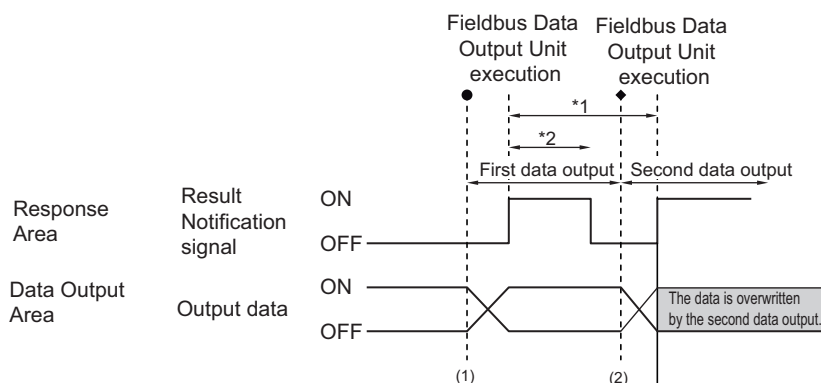 Fieldbus Data
Output Unit
execution
Fieldbus Data
Output Unit
execution
*1
*2
First data output
Second data output
Response
Area
Result
Notification
signal
ON
OFF
Data Output
Area
Output data
ON
OFF
The data is overwritten
by the second data output.
(1)
(2)